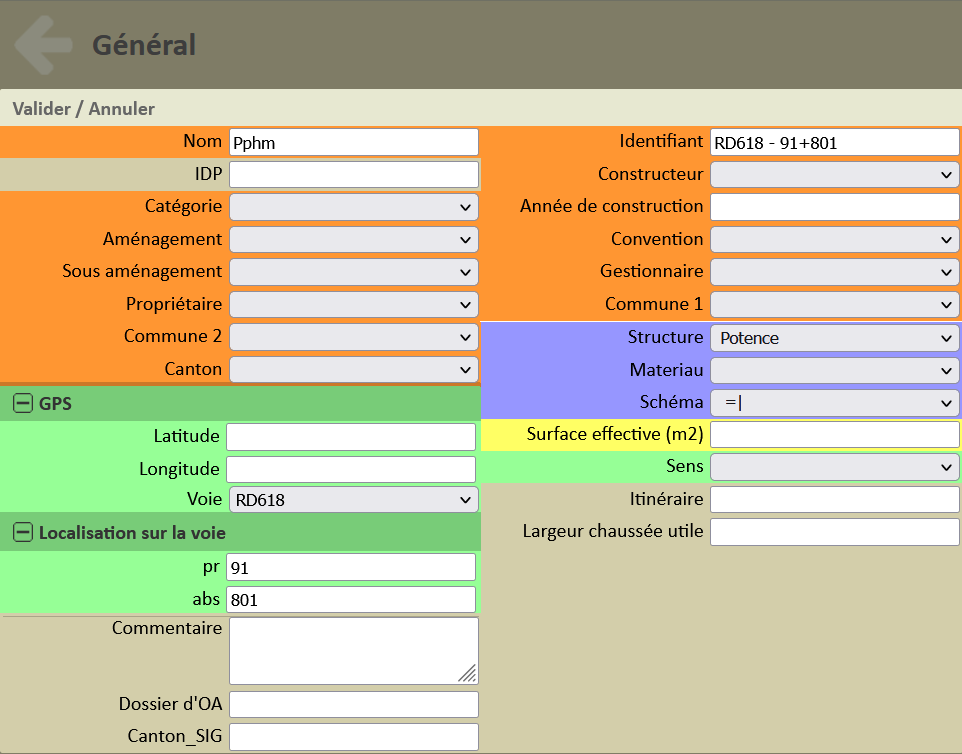 Général
Valider / Annuler
Nom Pphm
IDP
Catégorie
Aménagement
Sous aménagement
Propriétaire
Commune 2
Canton
GPS
Latitude
Longitude
Voie RD618
Localisation sur la voie
pr 91
abs 801
Commentaire
Dossier d'OA
Canton_SIG
Identifiant RD618 - 91+801
Constructeur
Année de construction
Convention
Gestionnaire
Commune 1
Structure Potence
Materiau
Schéma =|
Surface effective (m2)
Sens
Itinéraire
Largeur chaussée utile